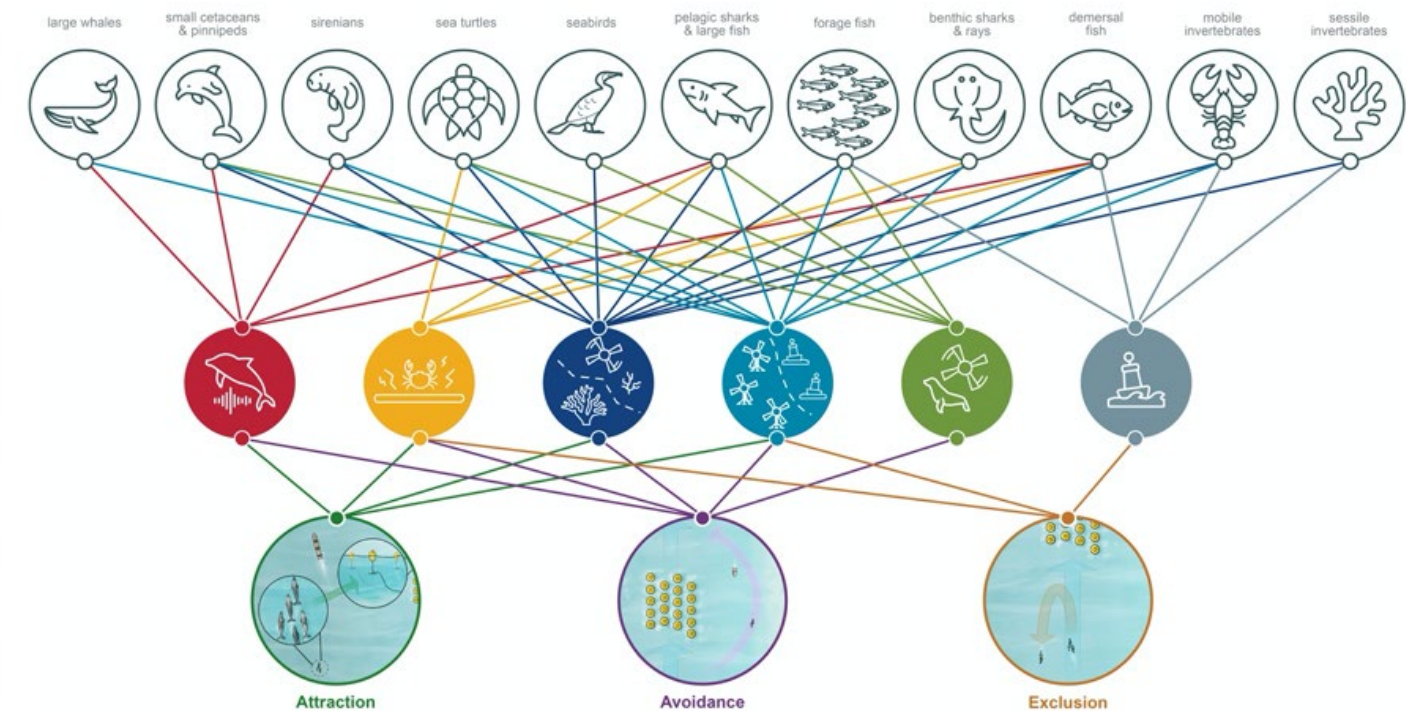 large whales
small cetaceans
& pinnipeds
sirenians
sea turtles
seabirds
pelagic sharks
& large fish
forage fish
benthic sharks
& rays
demersal
fish
mobile
invertebrates
sessile
invertebrates
Attraction
Avoidance
Exclusion